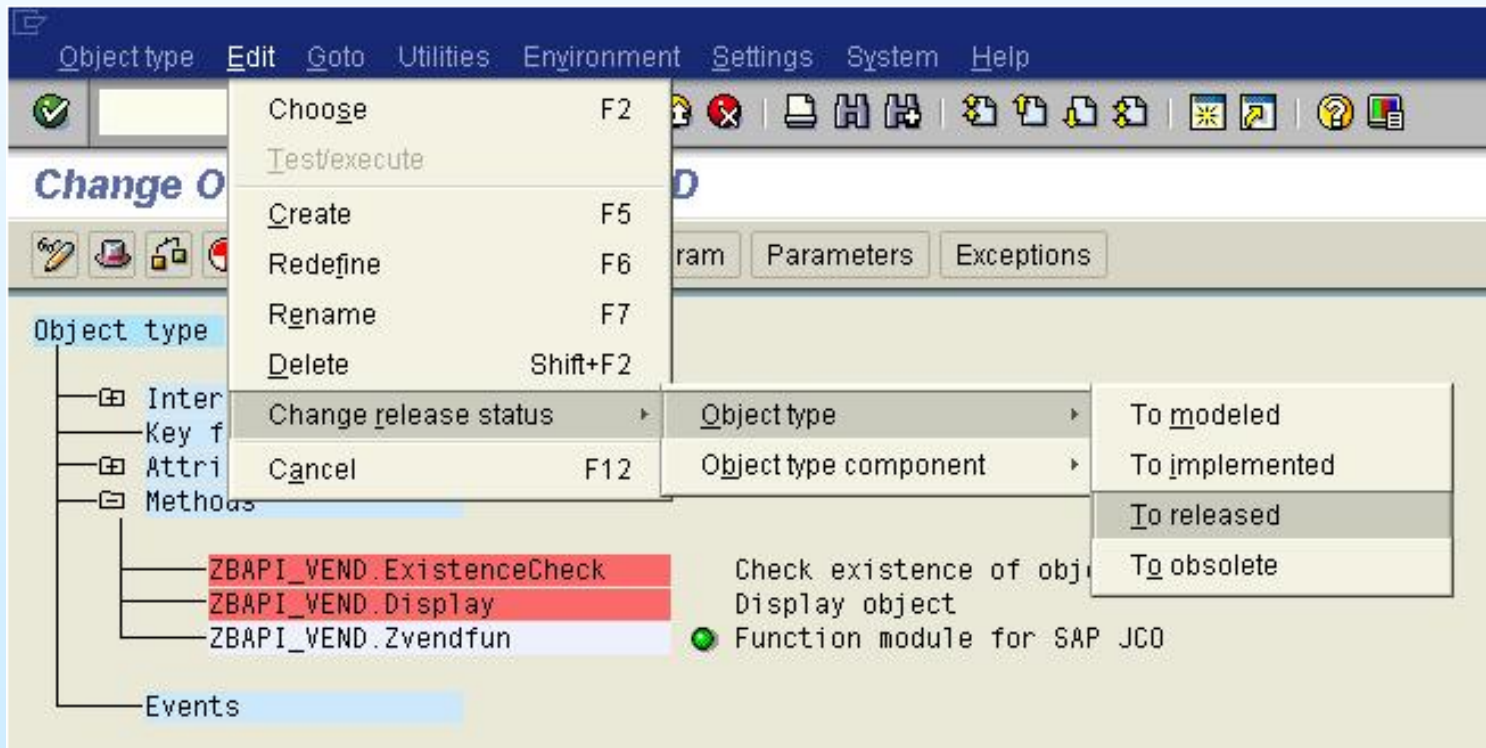 Object type Edit Goto Utilities Environment Settings System Help
Choose F2
Test/execute
Change O D
Create F5
ram Parameters Exceptions
Redefine F6
Rename F7
Object type
Delete Shift+F2
Inter
Change release status
Object type
To modeled
Key f
Attri
Cancel F12
Object type component
To implemented
Methods
To released
ZBAPI_VEND.ExistenceCheck Check existence of obj
To obsolete
ZBAPI_VEND.Display Display object
ZBAPI_VEND.Zvendfun Function module for SAP JCO
Events